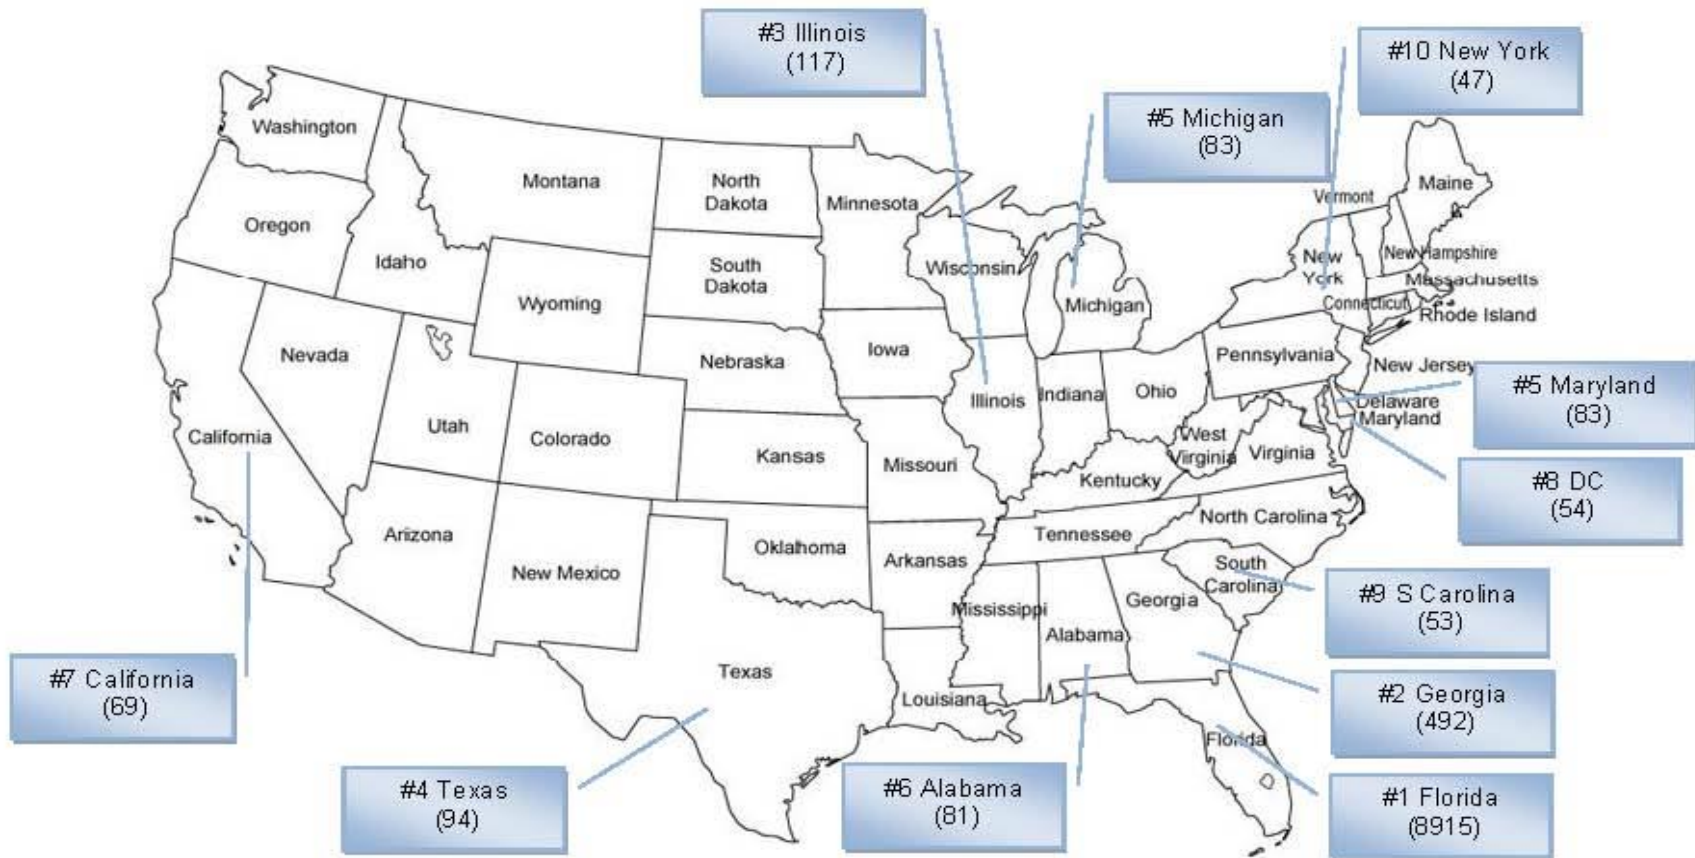 #3 Illinois
(117)
#10 New York
(47)
#5 Michigan
(83)
Washington
Montana
North
Dakota
Minnesota
Vermont
Maine
Oregon
Idaho
South
Dakota
Wisconsin
New
York
New Hampshire
Massachusetts
Wyoming
Michigan
Connecticut
Rhode Island
Nevada
Nebraska
Iowa
Pennsylvania
New Jersey
#5 Maryland
(83)
Illinois
Indiana
Ohio
Delaware
Maryland
California
Utah
Colorado
Kansas
Missouri
West
Virginia
Virginia
Kentucky
#8 DC
(54)
Arizona
New Mexico
Oklahoma
Arkansas
Tennessee
North Carolina
South
Carolina
#9 S Carolina
(53)
Mississippi
Alabama
Georgia
#7 California
(69)
Texas
Louisiana
#2 Georgia
(492)
Florida
#4 Texas
(94)
#6 Alabama
(81)
#1 Florida
(8915)